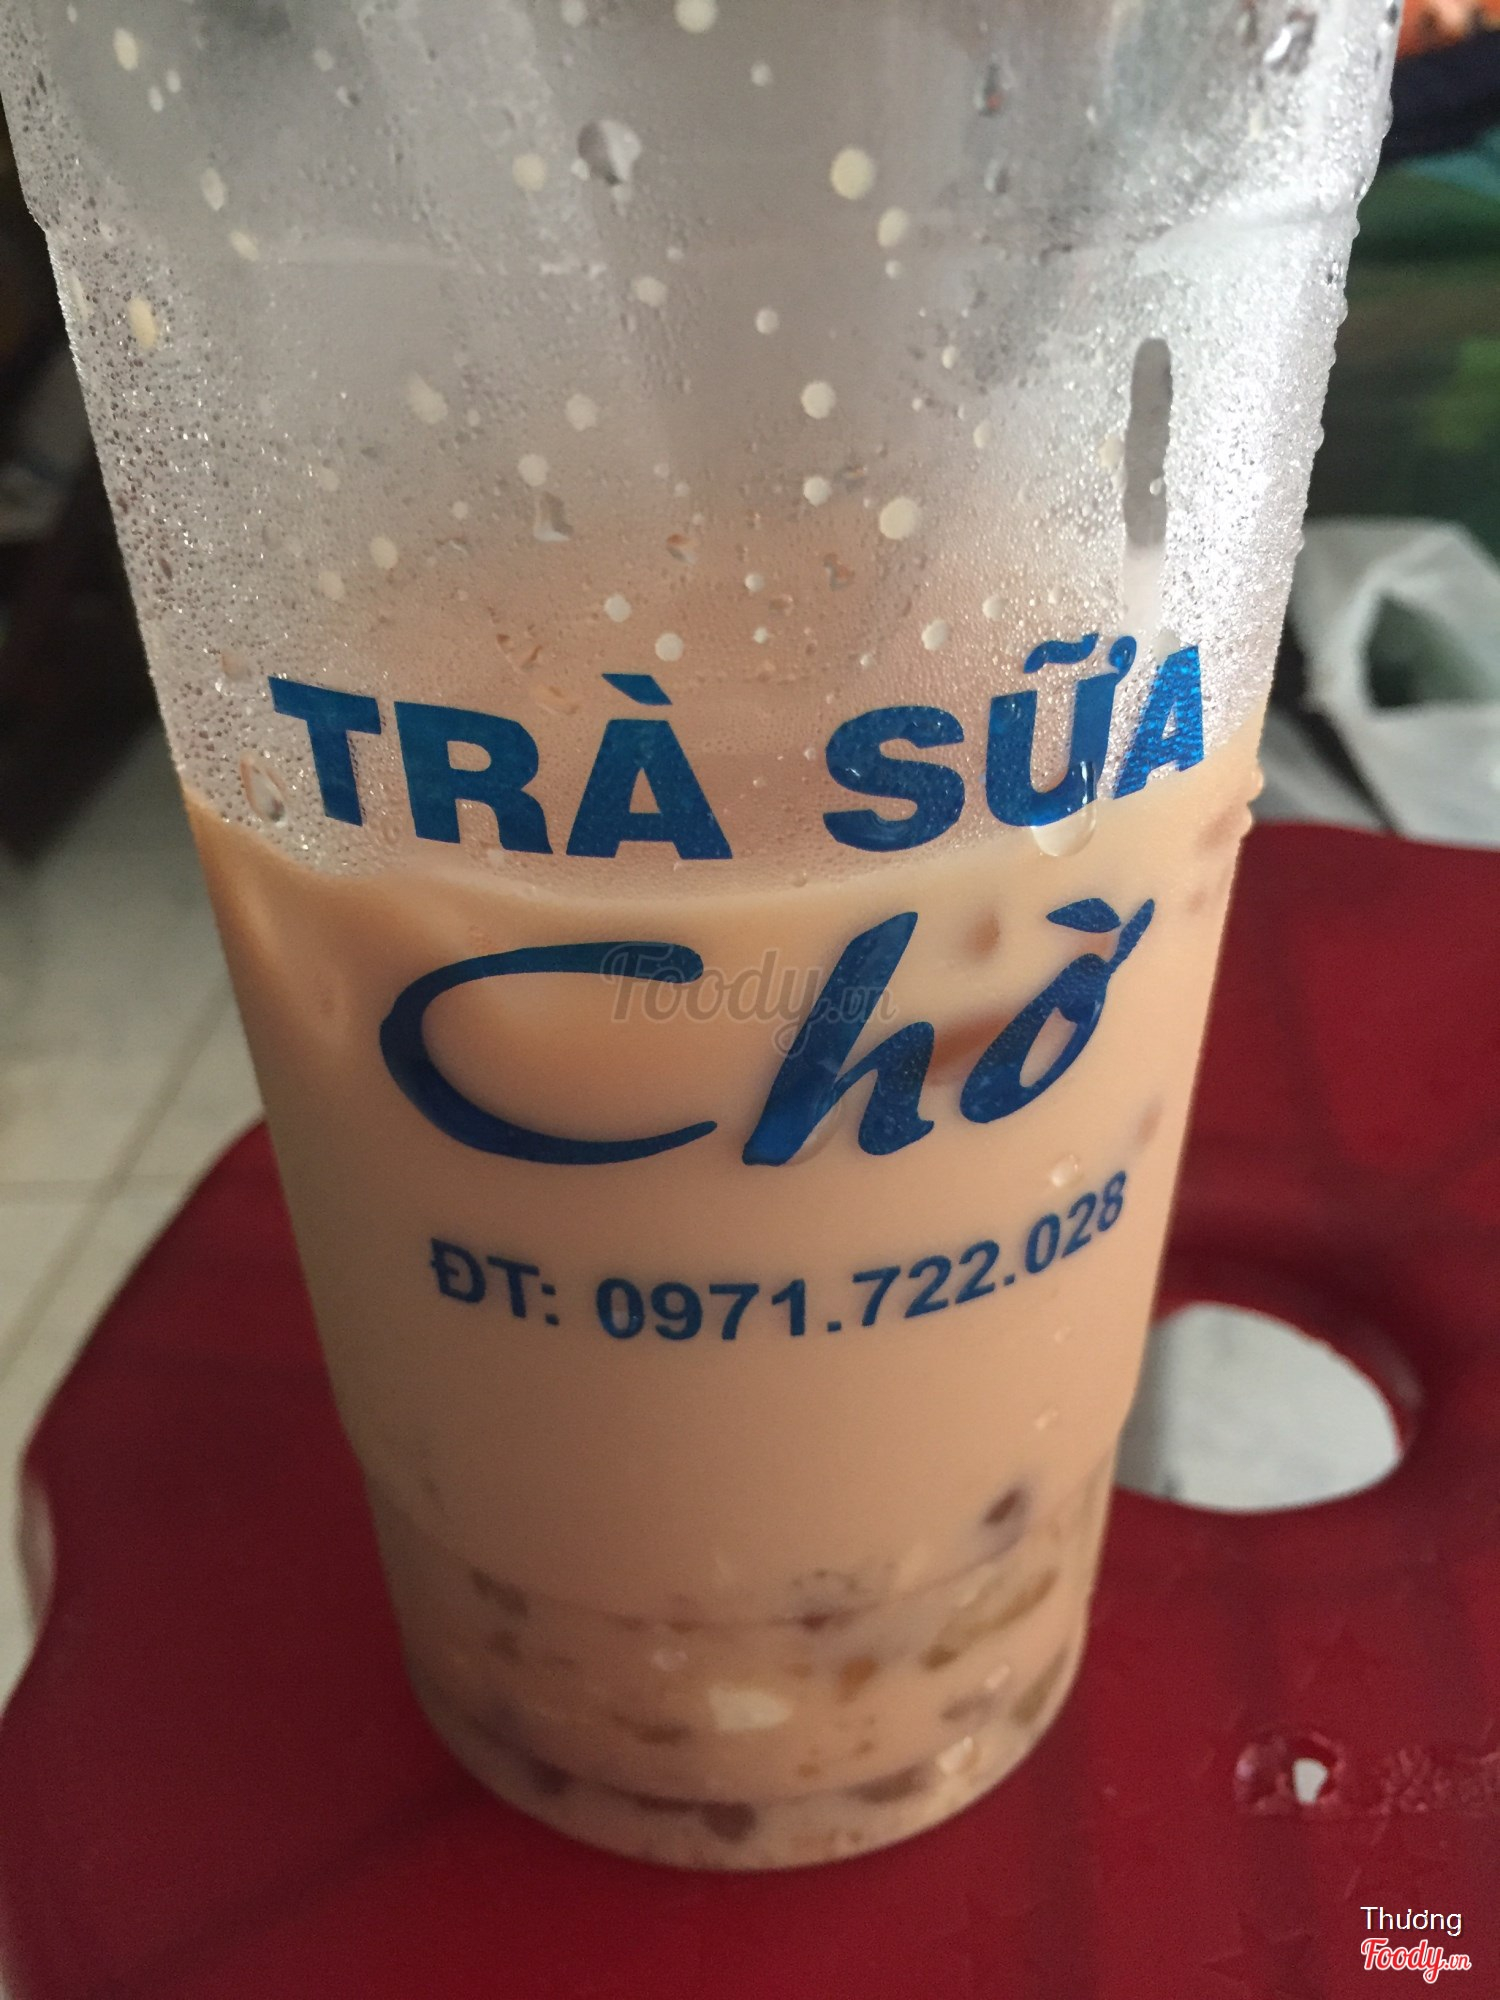 TRÀ SỮA
Chờ
Foody.vn
ĐT: 0971.722.028
Thương
Foody.vn